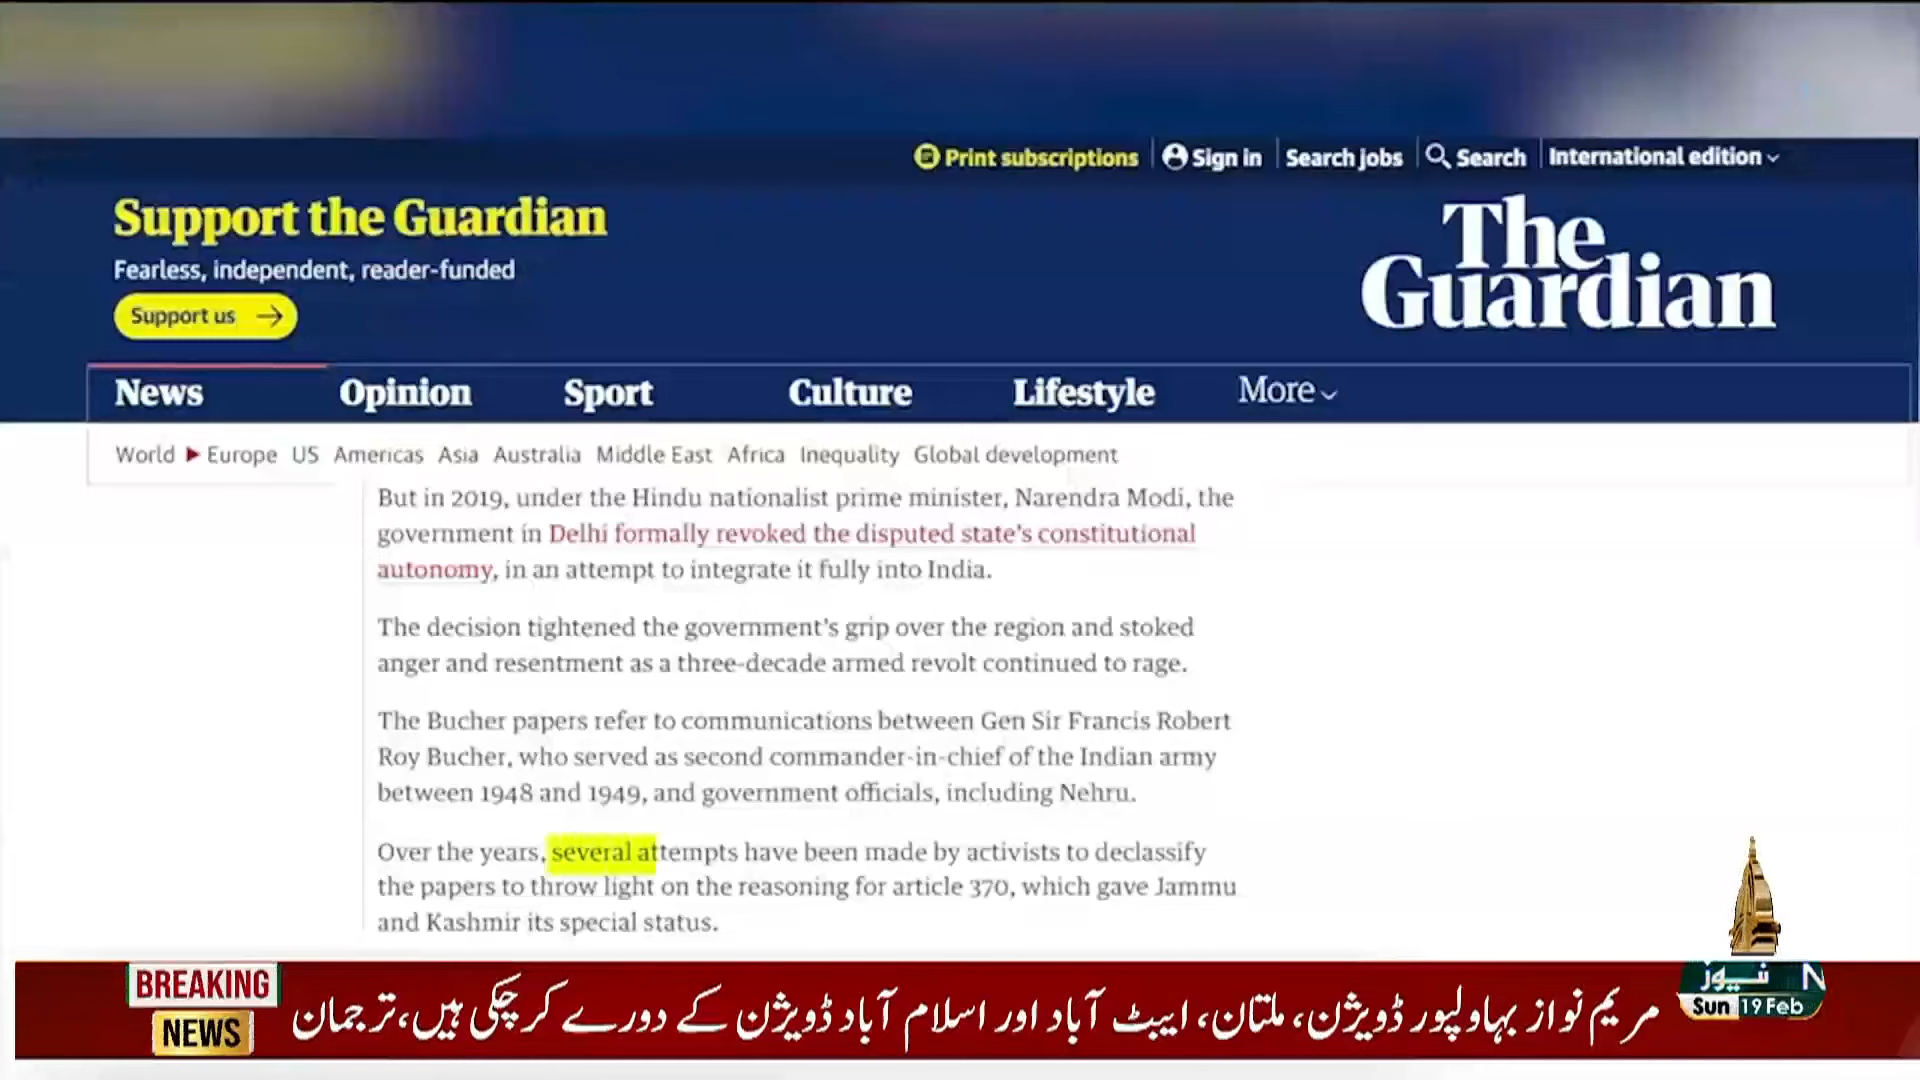 Print subscriptions Sign in Search jobs Search International edition
Support the Guardian
Fearless, independent, reader-funded
Support us
The
Guardian
News Opinion Sport Culture Lifestyle More
World Europe US Americas Asia Australia Middle East Africa Inequality Global development
But in 2019, under the Hindu nationalist prime minister, Narendra Modi, the
government in Delhi formally revoked the disputed state's constitutional
autonomy, in an attempt to integrate it fully into India.
The decision tightened the government's grip over the region and stoked
anger and resentment as a three-decade armed revolt continued to rage.
The Bucher papers refer to communications between Gen Sir Francis Robert
Roy Bucher, who served as second commander-in-chief of the Indian army
between 1948 and 1949, and government officials, including Nehru.
Over the years, several attempts have been made by activists to declassify
the papers to throw light on the reasoning for article 370, which gave Jammu
and Kashmir its special status.
BREAKING
NEWS
مریم نواز بہاولپور ڈویژن، ملتان، ایبٹ آباد اور اسلام آباد ڈویژن کے دورے کر چکی ہیں، ترجمان
نیوز N
Sun 19 Feb